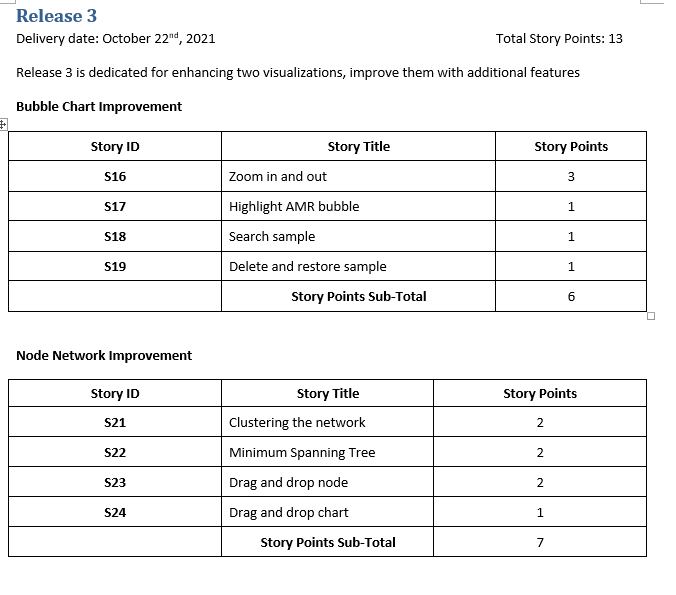 Release 3
Delivery date: October 22nd, 2021 Total Story Points: 13
Release 3 is dedicated for enhancing two visualizations, improve them with additional features
Bubble Chart Improvement
Story ID Story Title Story Points
S16 Zoom in and out 3
S17 Highlight AMR bubble 1
S18 Search sample 1
S19 Delete and restore sample 1
Story Points Sub-Total 6
Node Network Improvement
Story ID Story Title Story Points
S21 Clustering the network 2
S22 Minimum Spanning Tree 2
S23 Drag and drop node 2
S24 Drag and drop chart 1
Story Points Sub-Total 7